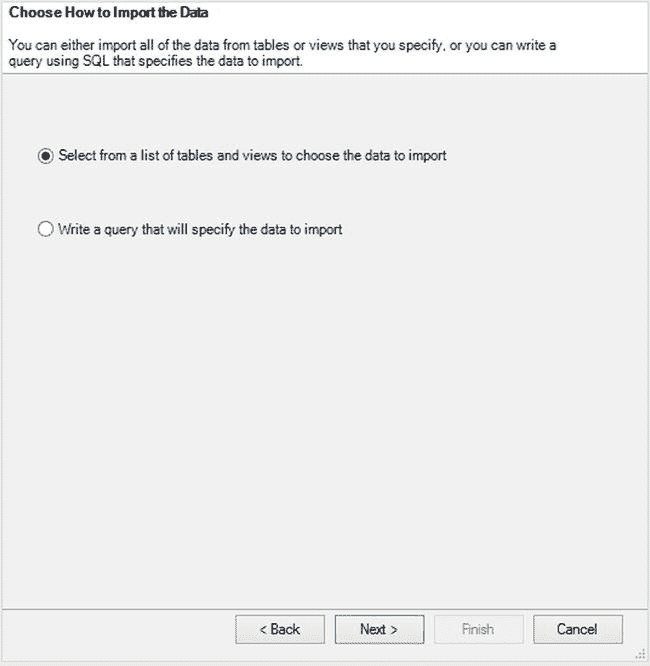 Choose How to Import the Data
You can either import all of the data from tables or views that you specify, or you can write a
query using SQL that specifies the data to import.
Select from a list of tables and views to choose the data to import
Write a query that will specify the data to import
< Back
Next >
Finish
Cancel